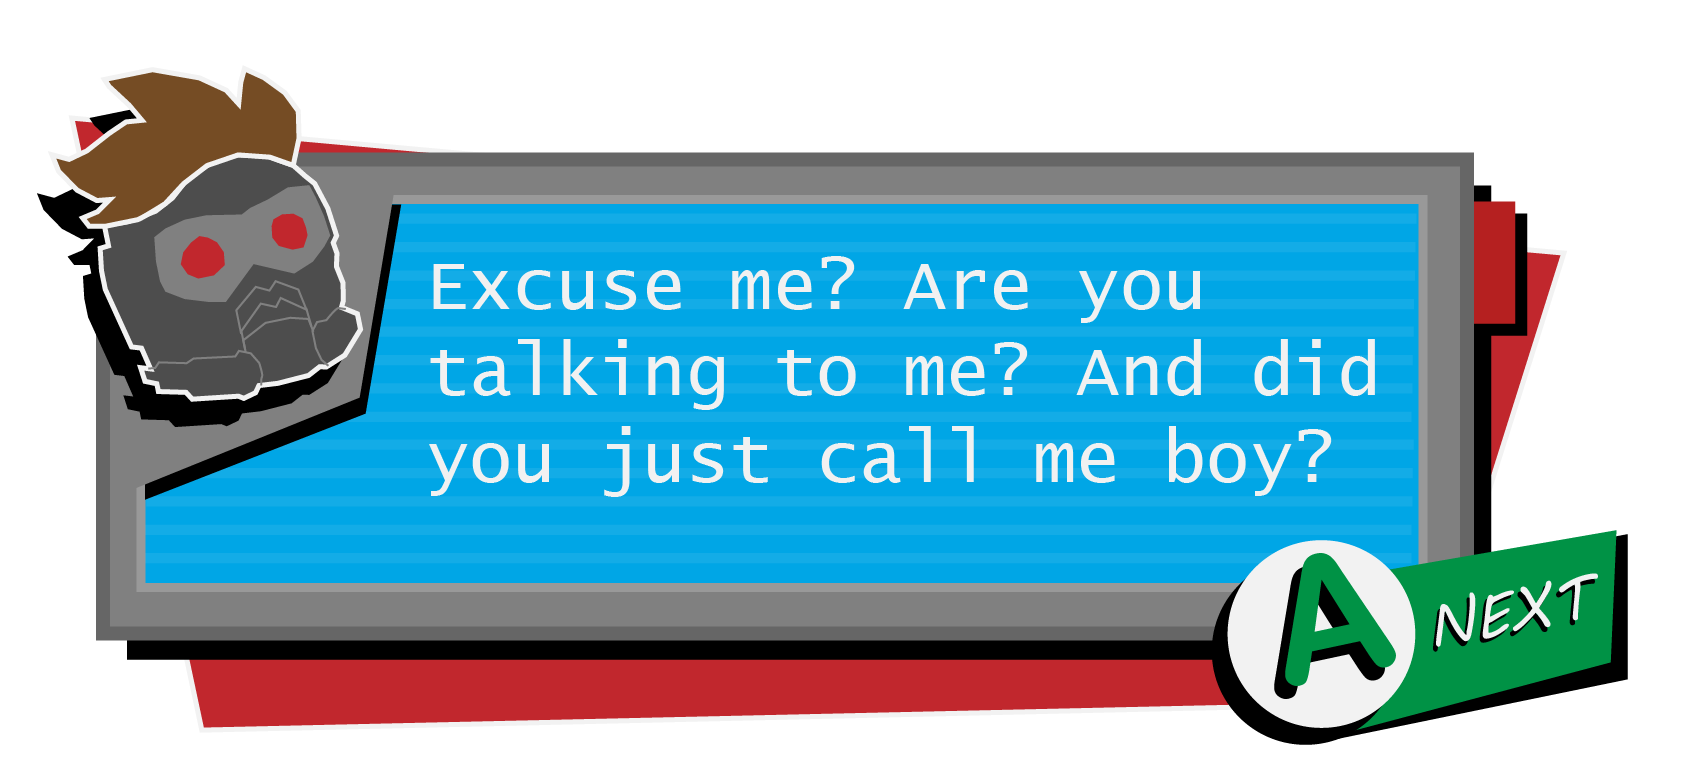 Excuse me? Are you
talking to me? And did
you just call me boy?
A NEXT